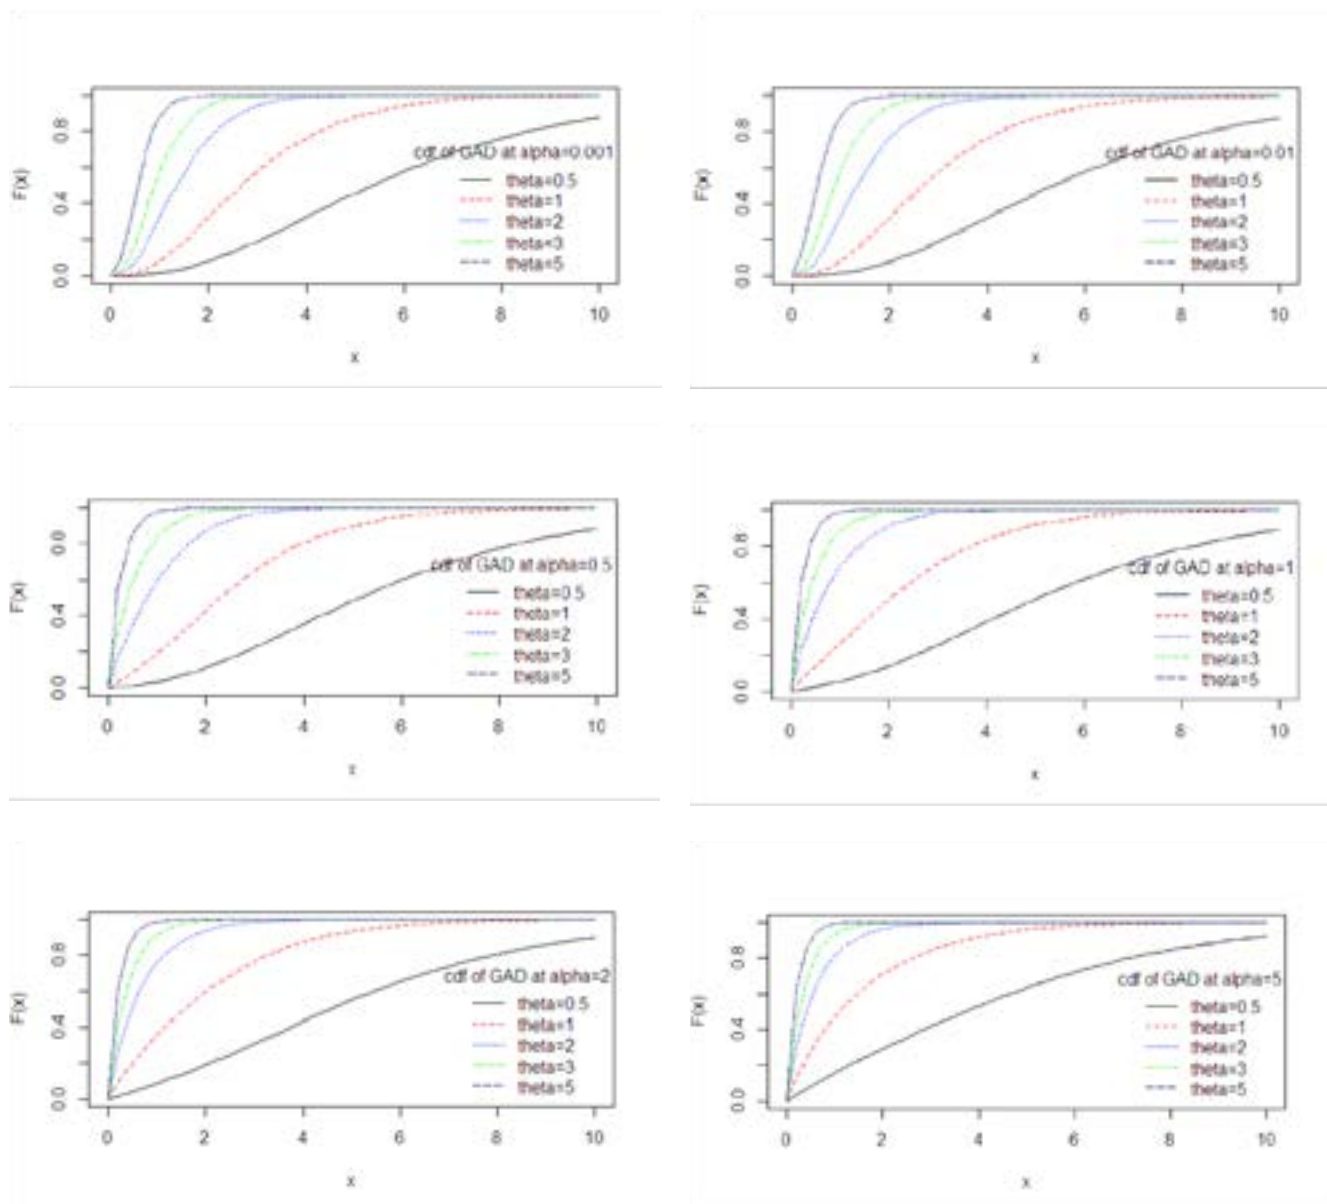 F(x)
0.8
0.4
0.0
cdf of GAD at alpha=0.001
theta=0.5
theta=1
theta=2
theta=3
theta=5
0 2 4 6 8 10
x
F(x)
0.8
0.4
0.0
cdf of GAD at alpha=0.01
theta=0.5
theta=1
theta=2
theta=3
theta=5
0 2 4 6 8 10
x
F(x)
0.8
0.4
0.0
cdf of GAD at alpha=0.5
theta=0.5
theta=1
theta=2
theta=3
theta=5
0 2 4 6 8 10
x
F(x)
0.8
0.4
0.0
cdf of GAD at alpha=1
theta=0.5
theta=1
theta=2
theta=3
theta=5
0 2 4 6 8 10
x
F(x)
0.8
0.4
0.0
cdf of GAD at alpha=2
theta=0.5
theta=1
theta=2
theta=3
theta=5
0 2 4 6 8 10
x
F(x)
0.8
0.4
0.0
cdf of GAD at alpha=5
theta=0.5
theta=1
theta=2
theta=3
theta=5
0 2 4 6 8 10
x